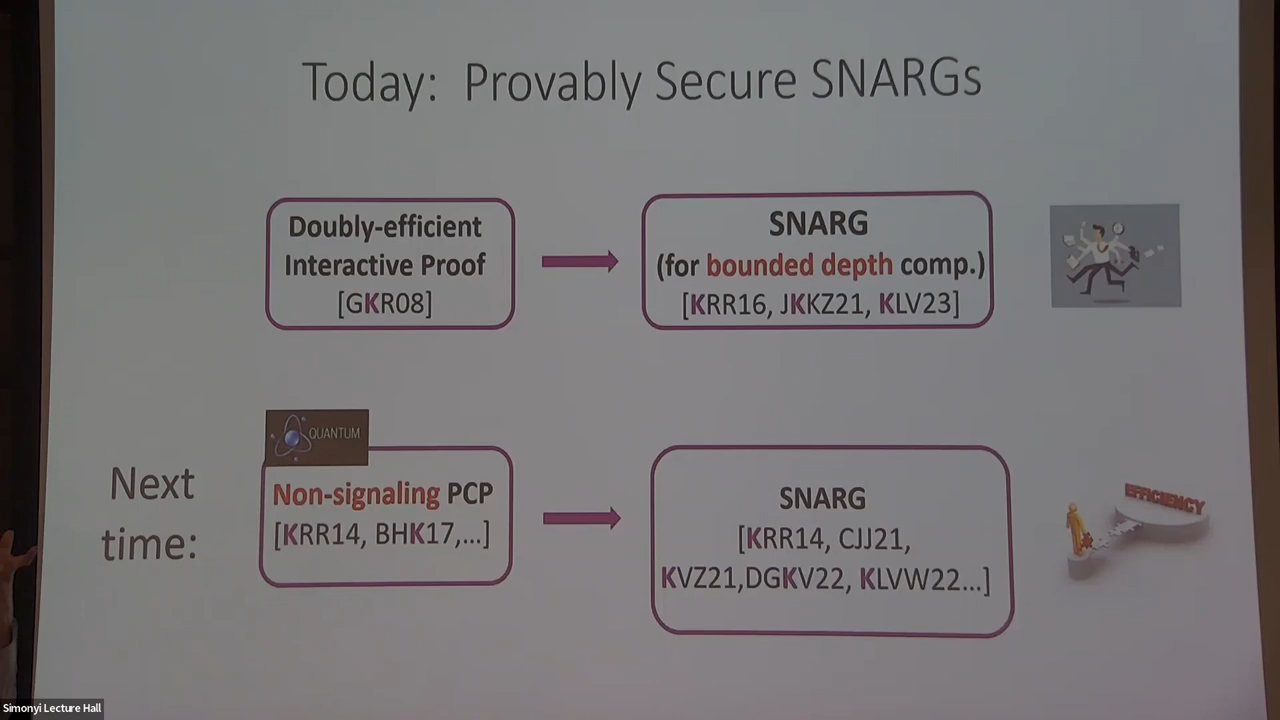 Today: Provably Secure SNARGs
Doubly-efficient
Interactive Proof
[GKR08]
SNARG
(for bounded depth comp.)
[KRR16, JKKZ21, KLV23]
Next
time:
QUANTUM
Non-signaling PCP
[KRR14, BHK17,...]
SNARG
[KRR14, CJJ21,
KVZ21,DGKV22, KLVW22...]
EFFICIENCY
Simonyi Lecture Hall